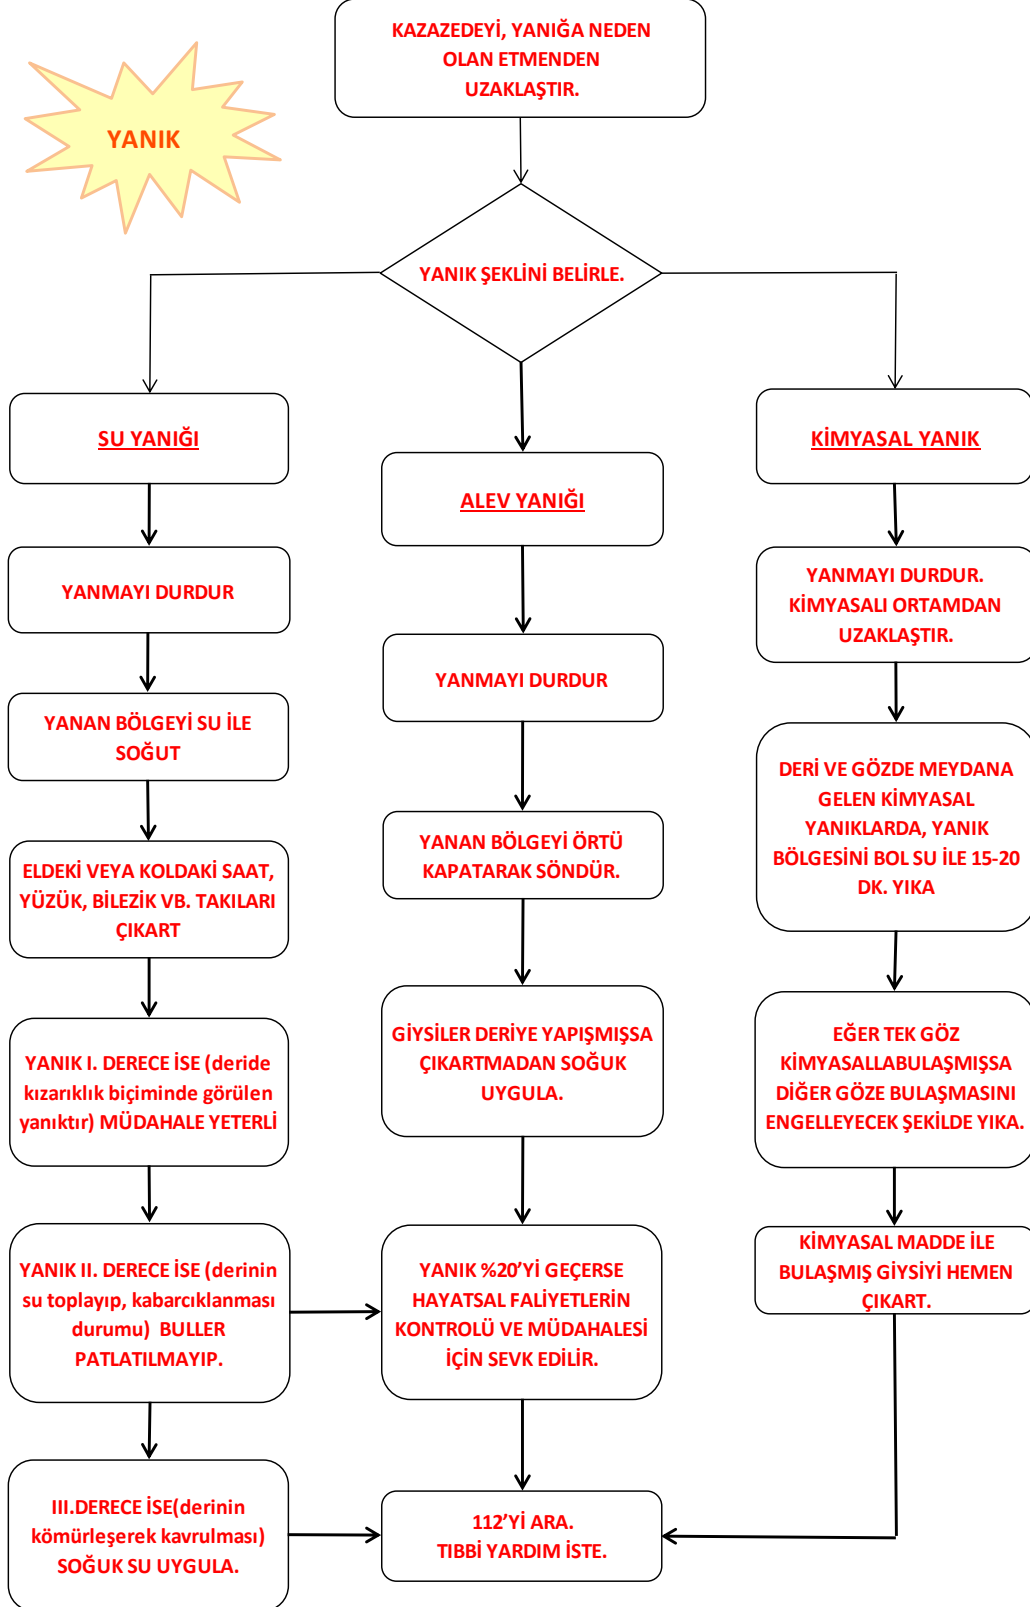 KAZAZEDEYİ, YANIĞA NEDEN
OLAN ETMENDEN
UZAKLAŞTIR.
YANIK
YANIK ŞEKLİNİ BELİRLE.
SU YANIĞI
YANMAYI DURDUR
YANAN BÖLGEYİ SU İLE
SOĞUT
ELDEKİ VEYA KOLDAKİ SAAT,
YÜZÜK, BİLEZİK VB. TAKILARI
ÇIKART
YANIK I. DERECE İSE (deride
kızarıklık biçiminde görülen
yanıktır) MÜDAHALE YETERLİ
YANIK II. DERECE İSE (derinin
su toplayıp, kabarcıklanması
durumu) BULLER
PATLATILMAYIP.
III.DERECE İSE(derinin
kömürleşerek kavrulması)
SOĞUK SU UYGULA.
ALEV YANIĞI
YANMAYI DURDUR
YANAN BÖLGEYİ ÖRTÜ
KAPATARAK SÖNDÜR.
GİYSİLER DERİYE YAPIŞMIŞSA
ÇIKARTMADAN SOĞUK
UYGULA.
YANIK %20'Yİ GEÇERSE
HAYATSAL FALİYETLERİN
KONTROLÜ VE MÜDAHALESİ
İÇİN SEVK EDİLİR.
112'Yİ ARA.
TIBBİ YARDIM İSTE.
KİMYASAL YANIK
YANMAYI DURDUR.
KİMYASALI ORTAMDAN
UZAKLAŞTIR.
DERİ VE GÖZDE MEYDANA
GELEN KİMYASAL
YANIKLARDA, YANIK
BÖLGESİNİ BOL SU İLE 15-20
DK. YIKA
EĞER TEK GÖZ
KİMYASALLABULAŞMIŞSA
DİĞER GÖZE BULAŞMASINI
ENGELLEYECEK ŞEKİLDE YIKA.
KİMYASAL MADDE İLE
BULAŞMIŞ GİYSİYİ HEMEN
ÇIKART.